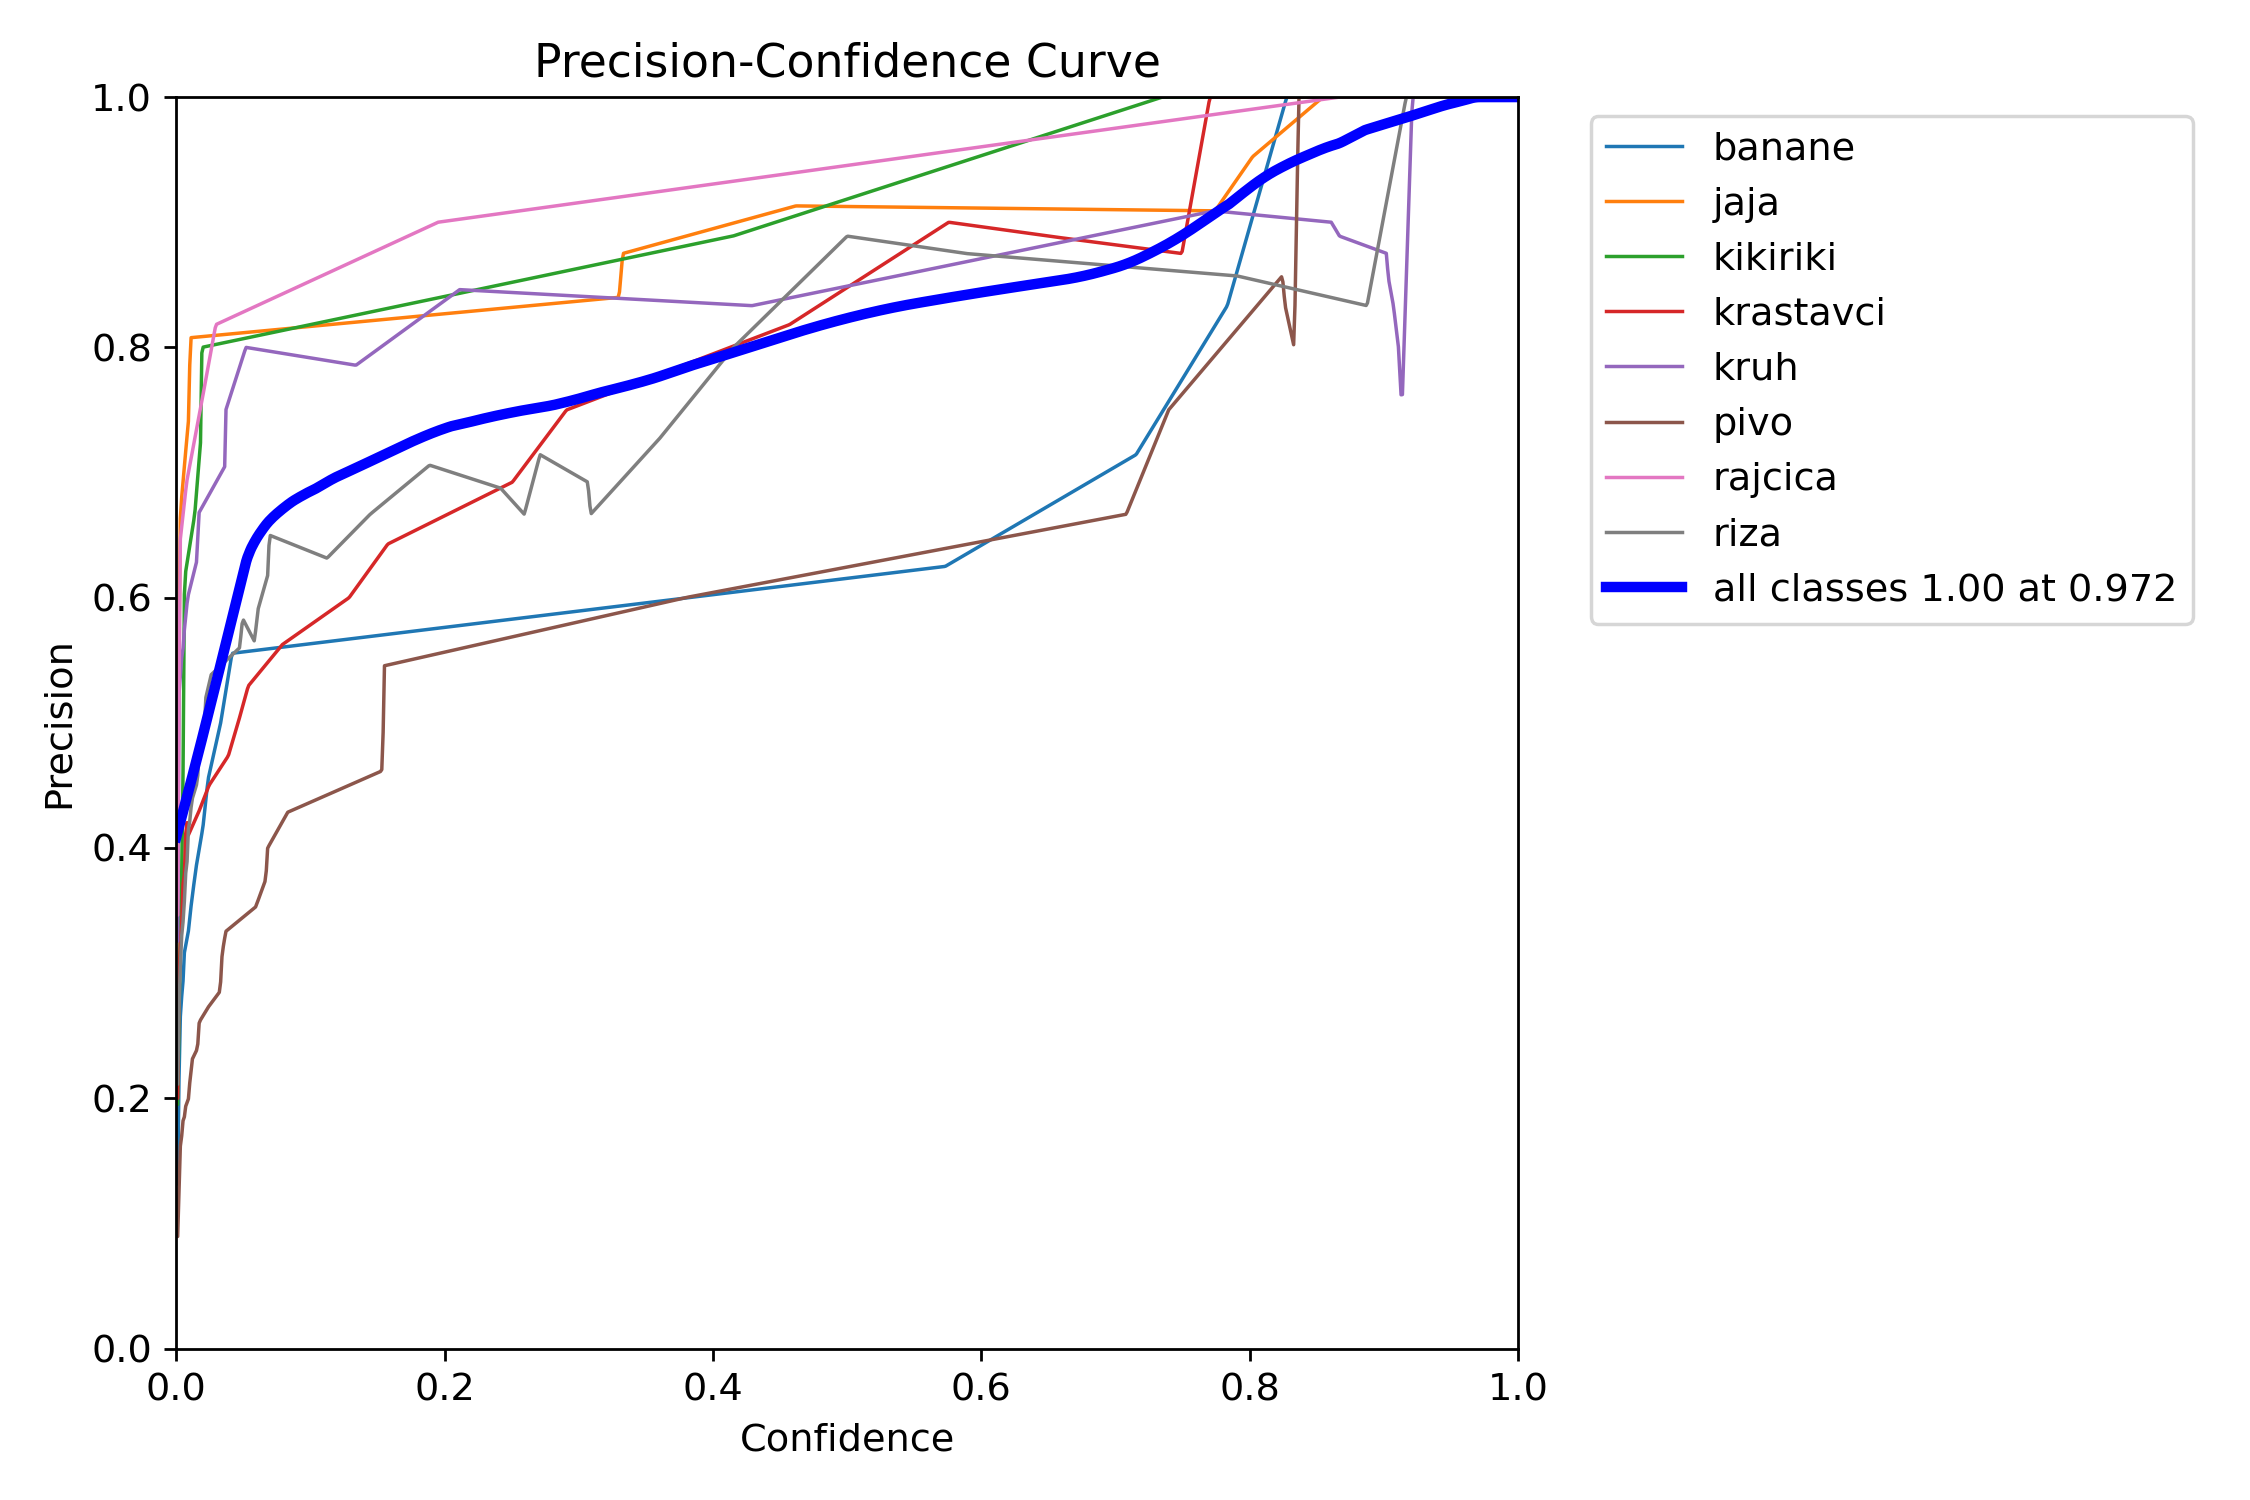 Precision-Confidence Curve
1.0
0.8
0.6
0.4
0.2
0.0
Precision
0.0 0.2 0.4 0.6 0.8 1.0
Confidence
banane
jaja
kikiriki
krastavci
kruh
pivo
rajcica
riza
all classes 1.00 at 0.972